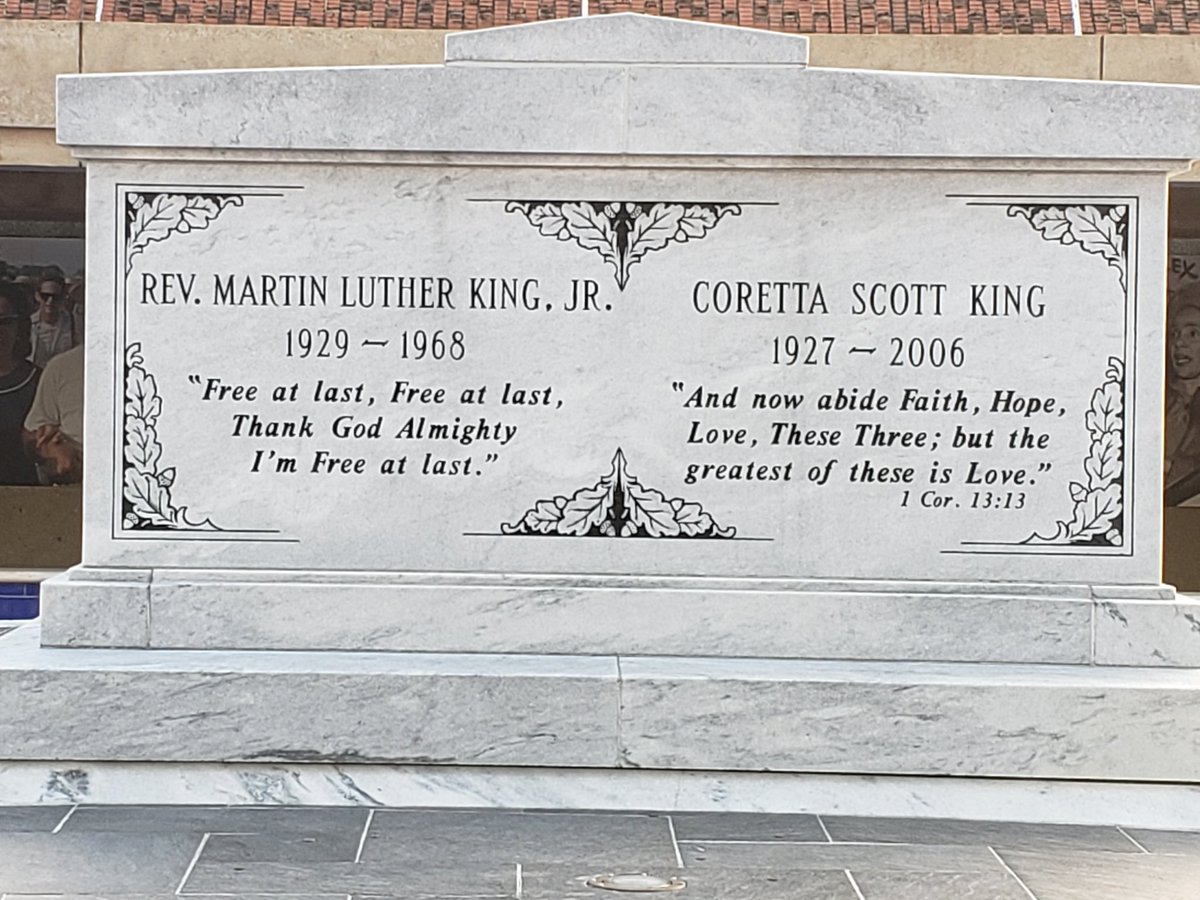 REV. MARTIN LUTHER KING, JR.
1929 ~ 1968
"Free at last, Free at last,
Thank God Almighty
I'm Free at last."
CORETTA SCOTT KING
1927 ~ 2006
"And now abide Faith, Hope,
Love, These Three; but the
greatest of these is Love."
1 Cor. 13:13